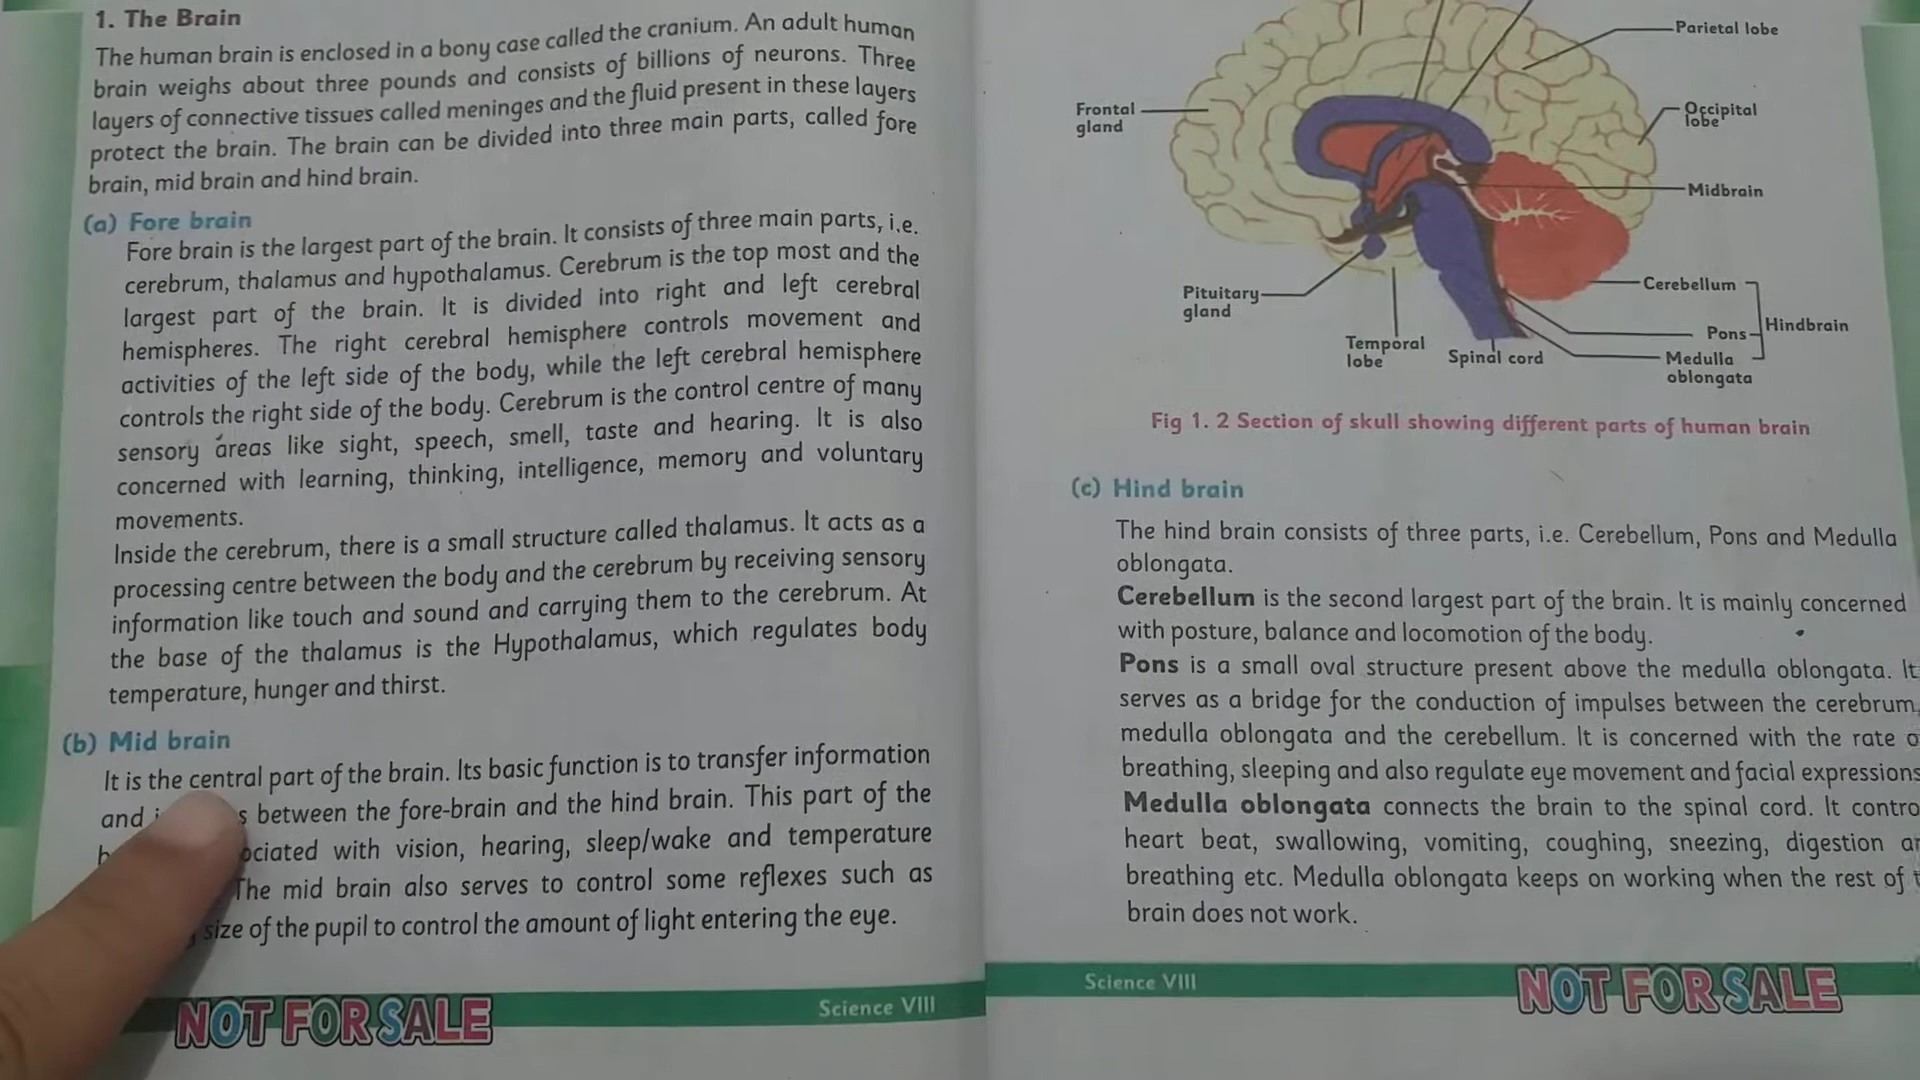 1. The Brain
The human brain is enclosed in a bony case called the cranium. An adult human
brain weighs about three pounds and consists of billions of neurons. Three
layers of connective tissues called meninges and the fluid present in these layers
protect the brain. The brain can be divided into three main parts, called fore
brain, mid brain and hind brain.
(a) Fore brain
Fore brain is the largest part of the brain. It consists of three main parts, i.e.
cerebrum, thalamus and hypothalamus. Cerebrum is the top most and the
largest part of the brain. It is divided into right and left cerebral
hemispheres. The right cerebral hemisphere controls movement and
activities of the left side of the body, while the left cerebral hemisphere
controls the right side of the body. Cerebrum is the control centre of many
sensory areas like sight, speech, smell, taste and hearing. It is also
concerned with learning, thinking, intelligence, memory and voluntary
movements.
Inside the cerebrum, there is a small structure called thalamus. It acts as a
processing centre between the body and the cerebrum by receiving sensory
information like touch and sound and carrying them to the cerebrum. At
the base of the thalamus is the Hypothalamus, which regulates body
temperature, hunger and thirst.
(b) Mid brain
It is the central part of the brain. Its basic function is to transfer information
and between the fore-brain and the hind brain. This part of the
with vision, hearing, sleep/wake and temperature
The mid brain also serves to control some reflexes such as
size of the pupil to control the amount of light entering the eye.
NOT FOR SALE
Science VIII
Parietal lobe
Frontal
gland
Occipital
lobe
Midbrain
Pituitary
gland
Temporal
lobe
Spinal cord
Cerebellum
Pons
Medulla
oblongata
Hindbrain
Fig 1. 2 Section of skull showing different parts of human brain
(c) Hind brain
The hind brain consists of three parts, i.e. Cerebellum, Pons and Medulla
oblongata.
Cerebellum is the second largest part of the brain. It is mainly concerned
with posture, balance and locomotion of the body.
Pons is a small oval structure present above the medulla oblongata. It
serves as a bridge for the conduction of impulses between the cerebrum,
medulla oblongata and the cerebellum. It is concerned with the rate
breathing, sleeping and also regulate eye movement and facial expressions
Medulla oblongata connects the brain to the spinal cord. It
heart beat, swallowing, vomiting, coughing, sneezing, digestion
breathing etc. Medulla oblongata keeps on working when the rest of
brain does not work.
Science VIII
NOT FOR SALE